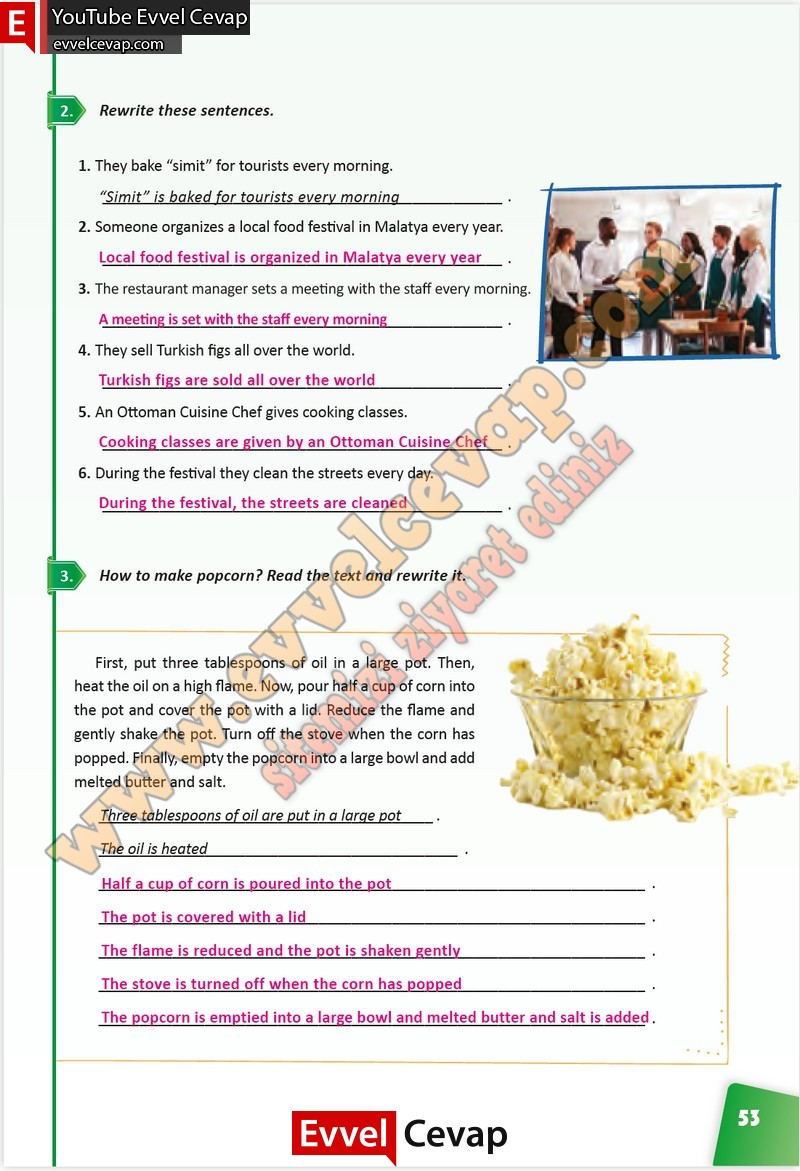 E YouTube Evvel Cevap
evvelcevap.com
2. Rewrite these sentences.
1. They bake “simit” for tourists every morning.
“Simit” is baked for tourists every morning .
2. Someone organizes a local food festival in Malatya every year.
Local food festival is organized in Malatya every year .
3. The restaurant manager sets a meeting with the staff every morning.
A meeting is set with the staff every morning .
4. They sell Turkish figs all over the world.
Turkish figs are sold all over the world .
5. An Ottoman Cuisine Chef gives cooking classes.
Cooking classes are given by an Ottoman Cuisine Chef .
6. During the festival they clean the streets every day.
During the festival, the streets are cleaned .
3. How to make popcorn? Read the text and rewrite it.
First, put three tablespoons of oil in a large pot. Then,
heat the oil on a high flame. Now, pour half a cup of corn into
the pot and cover the pot with a lid. Reduce the flame and
gently shake the pot. Turn off the stove when the corn has
popped. Finally, empty the popcorn into a large bowl and add
melted butter and salt.
Three tablespoons of oil are put in a large pot .
The oil is heated .
Half a cup of corn is poured into the pot .
The pot is covered with a lid .
The flame is reduced and the pot is shaken gently .
The stove is turned off when the corn has popped .
The popcorn is emptied into a large bowl and melted butter and salt is added .
www.evvelcevap.com
sitemizi ziyaret ediniz
53
Evvel Cevap